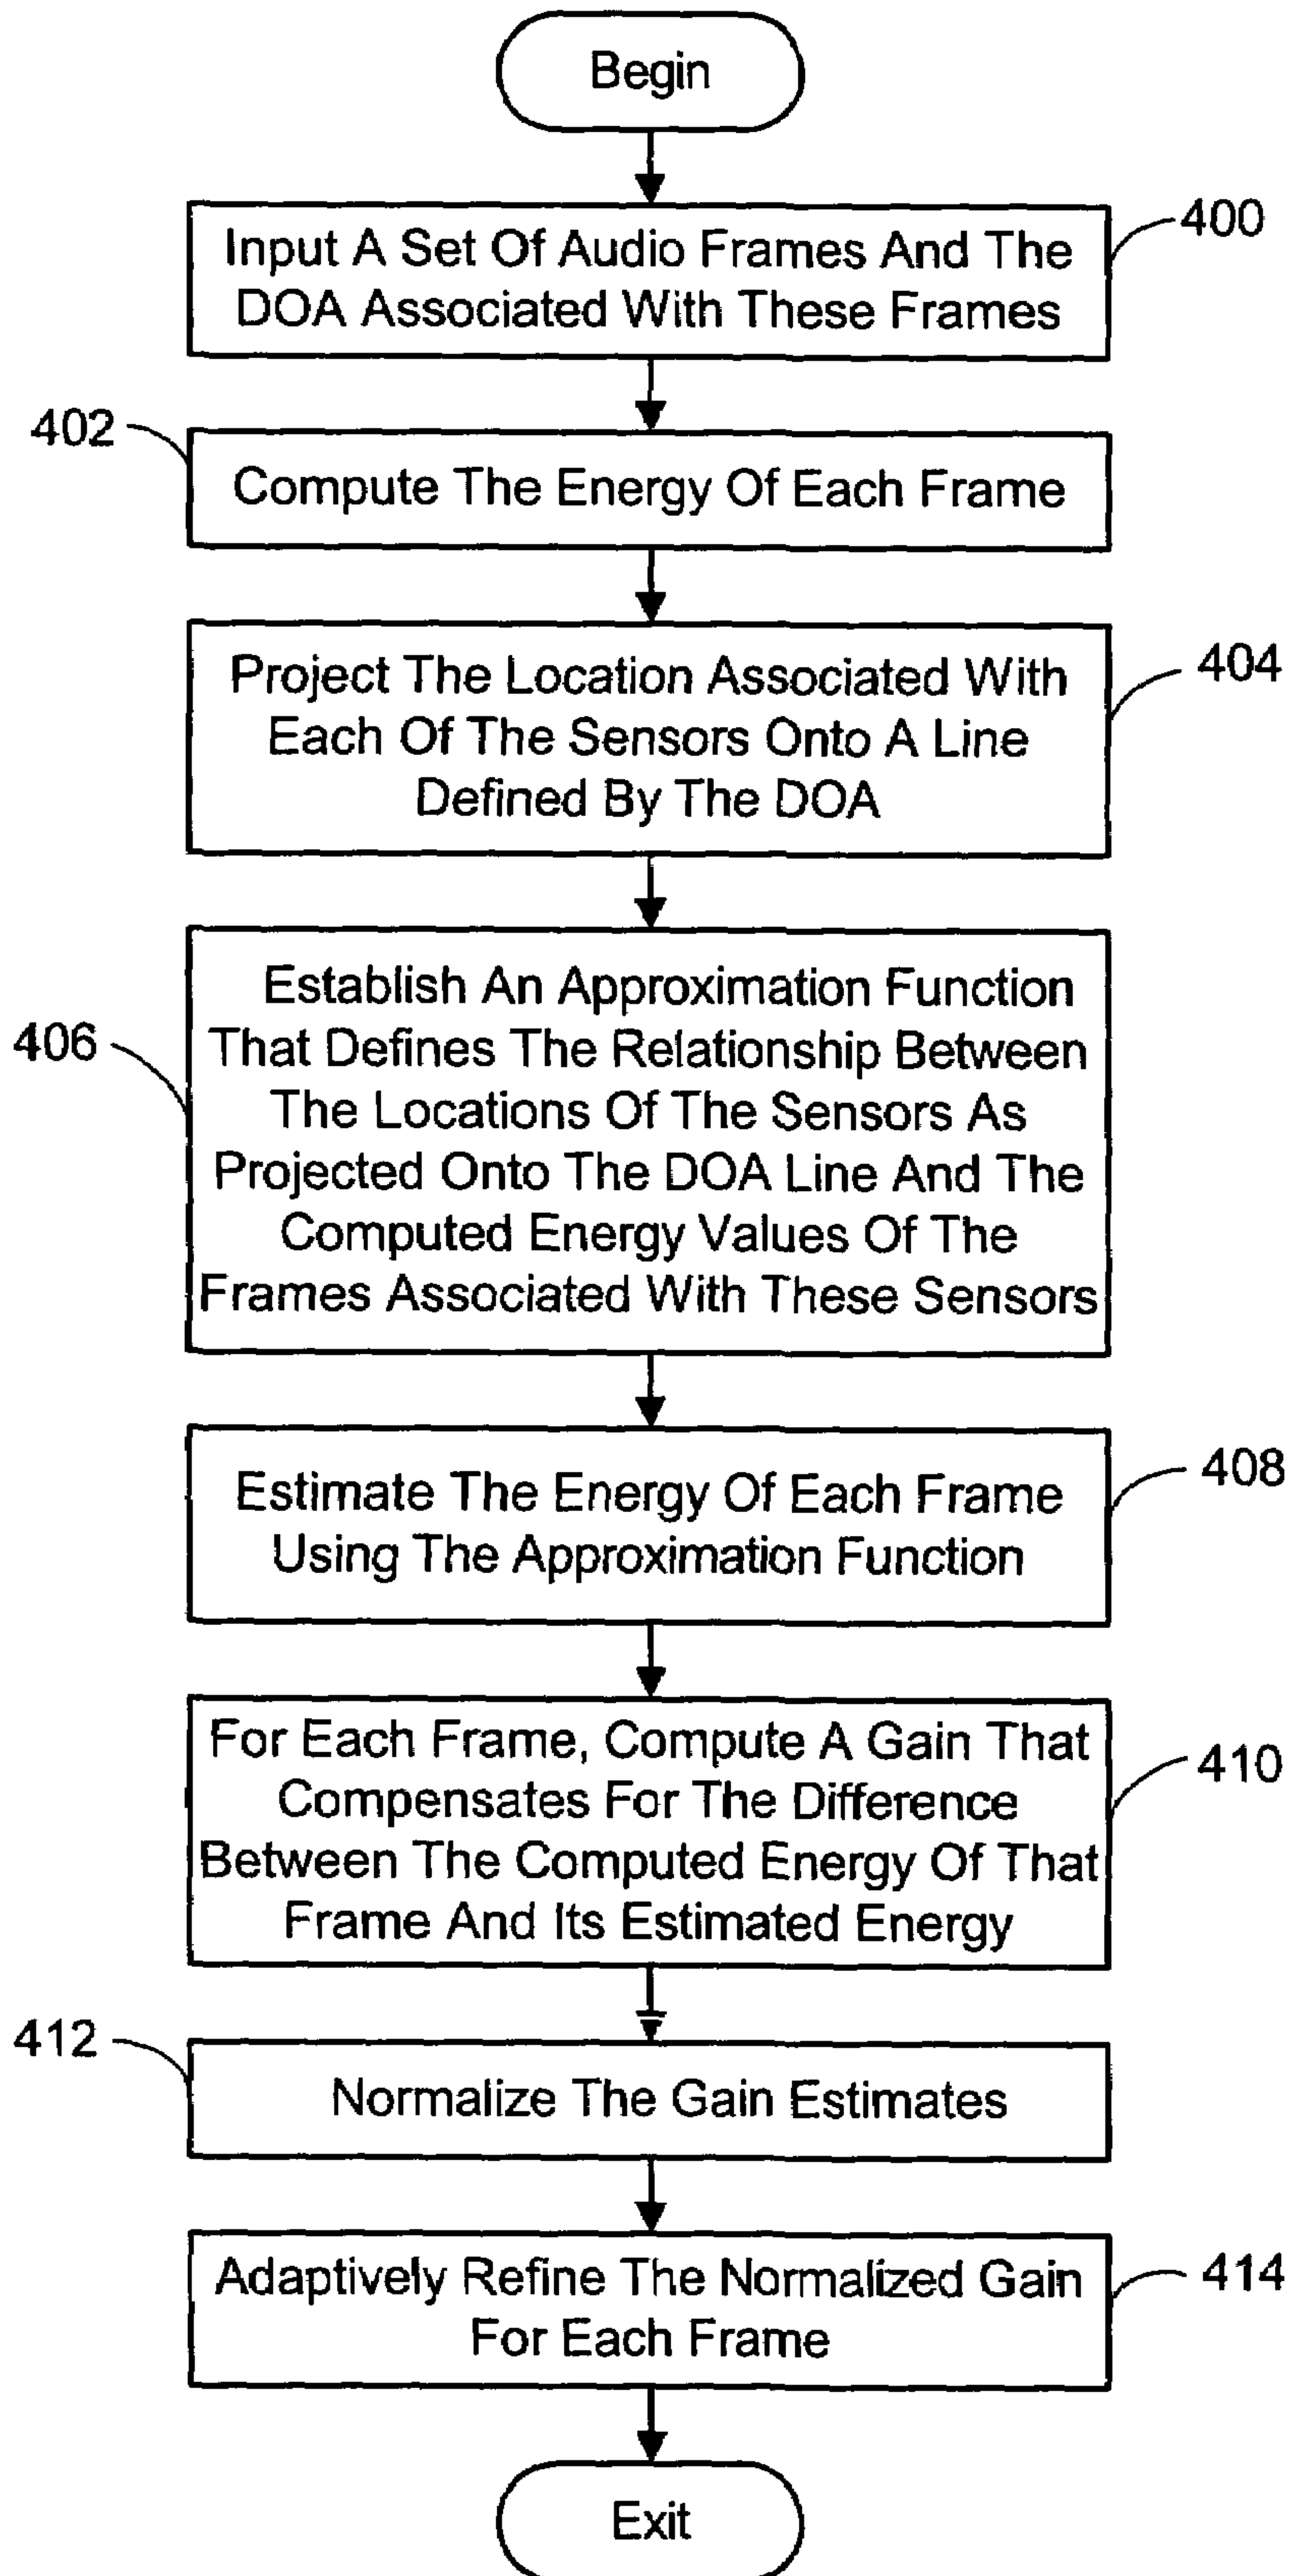 Begin
400
Input A Set Of Audio Frames And The
DOA Associated With These Frames
402
Compute The Energy Of Each Frame
404
Project The Location Associated With
Each Of The Sensors Onto A Line
Defined By The DOA
406
Establish An Approximation Function
That Defines The Relationship Between
The Locations Of The Sensors As
Projected Onto The DOA Line And The
Computed Energy Values Of The
Frames Associated With These Sensors
408
Estimate The Energy Of Each Frame
Using The Approximation Function
410
For Each Frame, Compute A Gain That
Compensates For The Difference
Between The Computed Energy Of That
Frame And Its Estimated Energy
412
Normalize The Gain Estimates
414
Adaptively Refine The Normalized Gain
For Each Frame
Exit